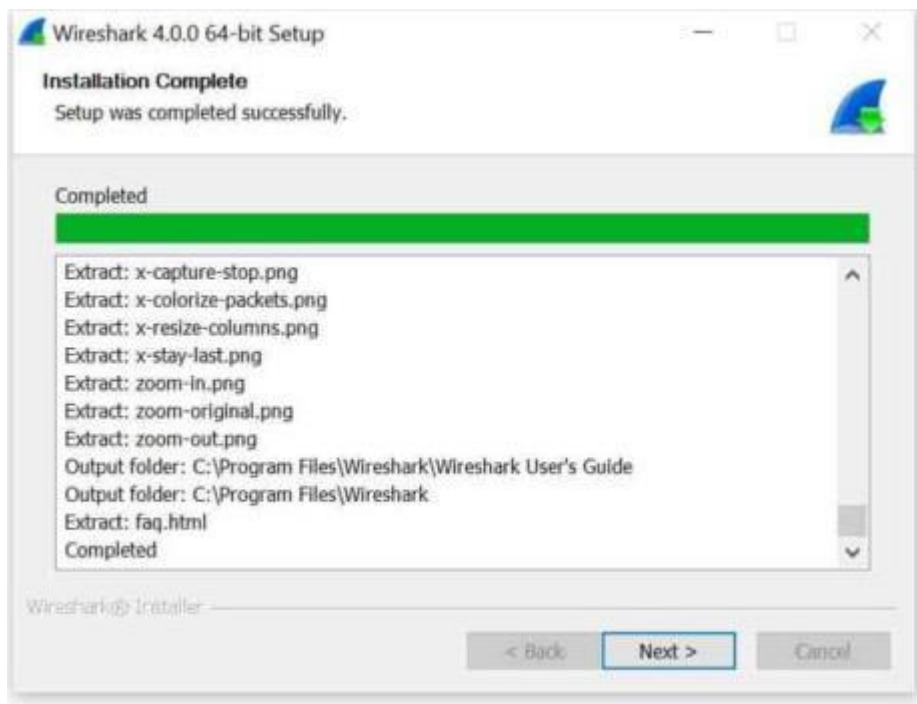 Wireshark 4.0.0 64-bit Setup
Installation Complete
Setup was completed successfully.
Completed
Extract: x-capture-stop.png
Extract: x-colorize-packets.png
Extract: x-resize-columns.png
Extract: x-stay-last.png
Extract: zoom-in.png
Extract: zoom-original.png
Extract: zoom-out.png
Output folder: C:\Program Files\Wireshark\Wireshark User's Guide
Output folder: C:\Program Files\Wireshark
Extract: faq.html
Completed
Wireshark® Installer
< Back
Next >
Cancel